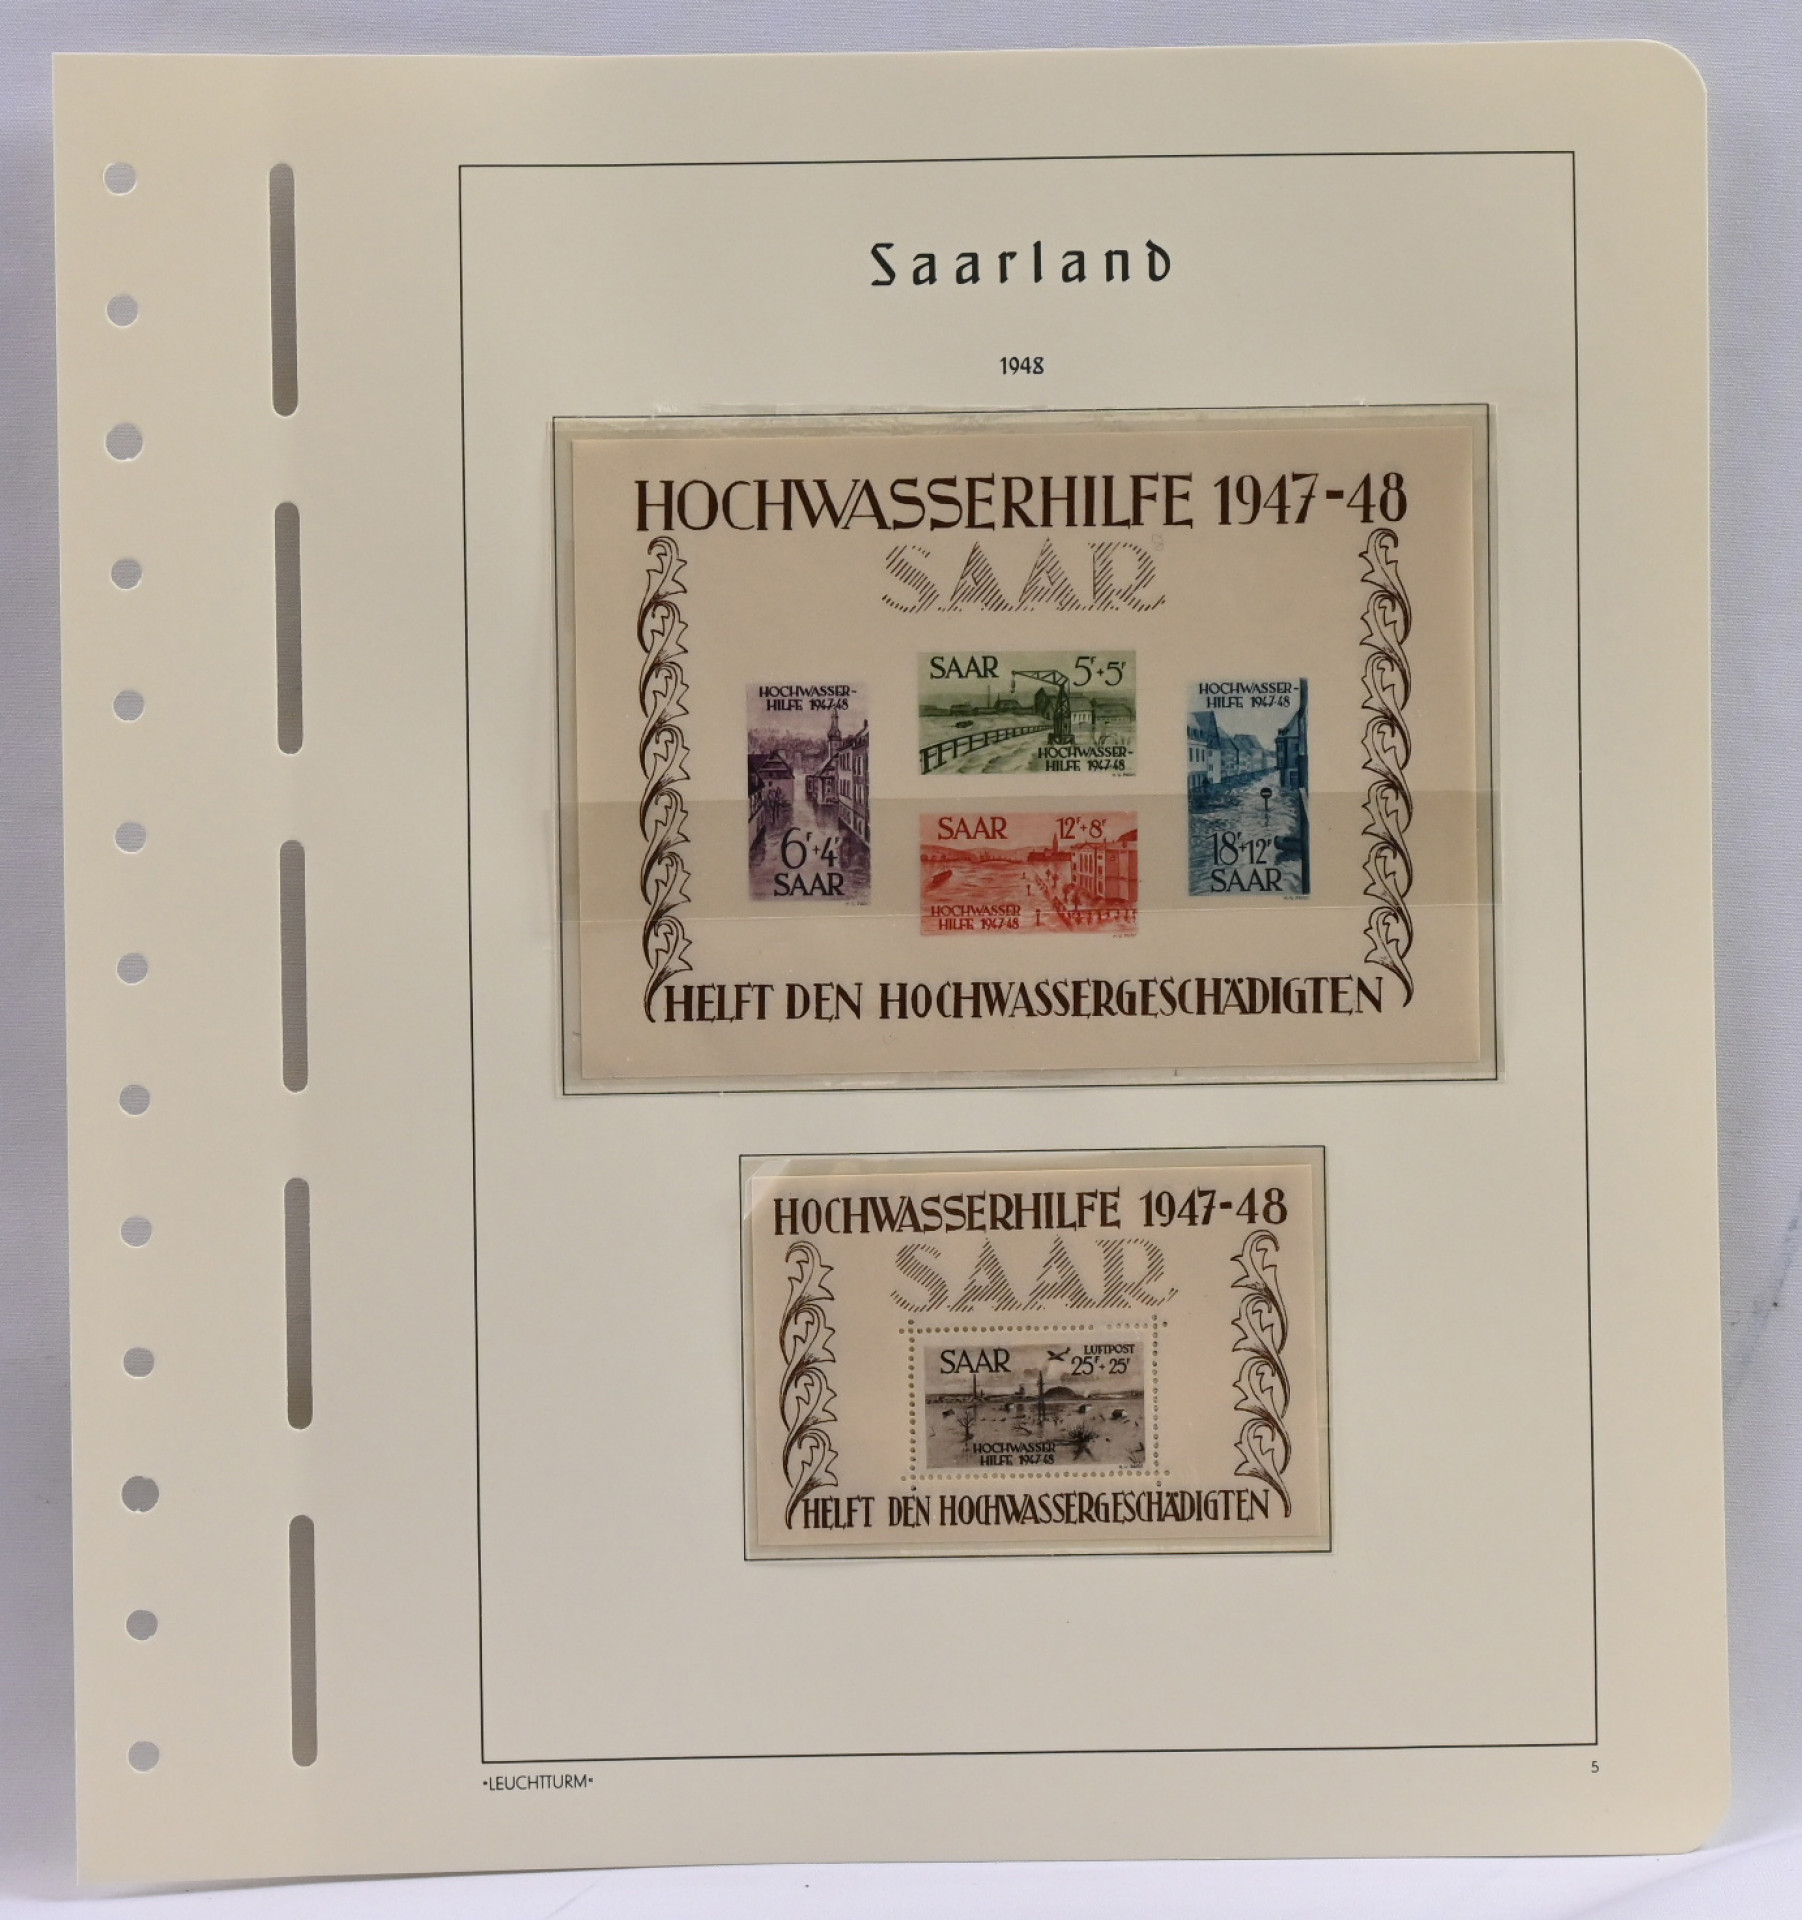 Saarland
1948
HOCHWASSERHILFE 1947-48
SAAR
HOCHWASSER-
HILFE 1947-48
6F+4F
SAAR
SAAR 5F+5F
HOCHWASSER-
HILFE 1947-48
SAAR 12F+8F
HOCHWASSER
HILFE 1947-48
HOCHWASSER-
HILFE 1947-48
18F+12F
SAAR
HELFT DEN HOCHWASSERGESCHÄDIGTEN
HOCHWASSERHILFE 1947-48
SAAR
LUFTPOST
SAAR 25F+25F
HOCHWASSER
HILFE 1947-48
HELFT DEN HOCHWASSERGESCHÄDIGTEN
*LEUCHTTURM*
5